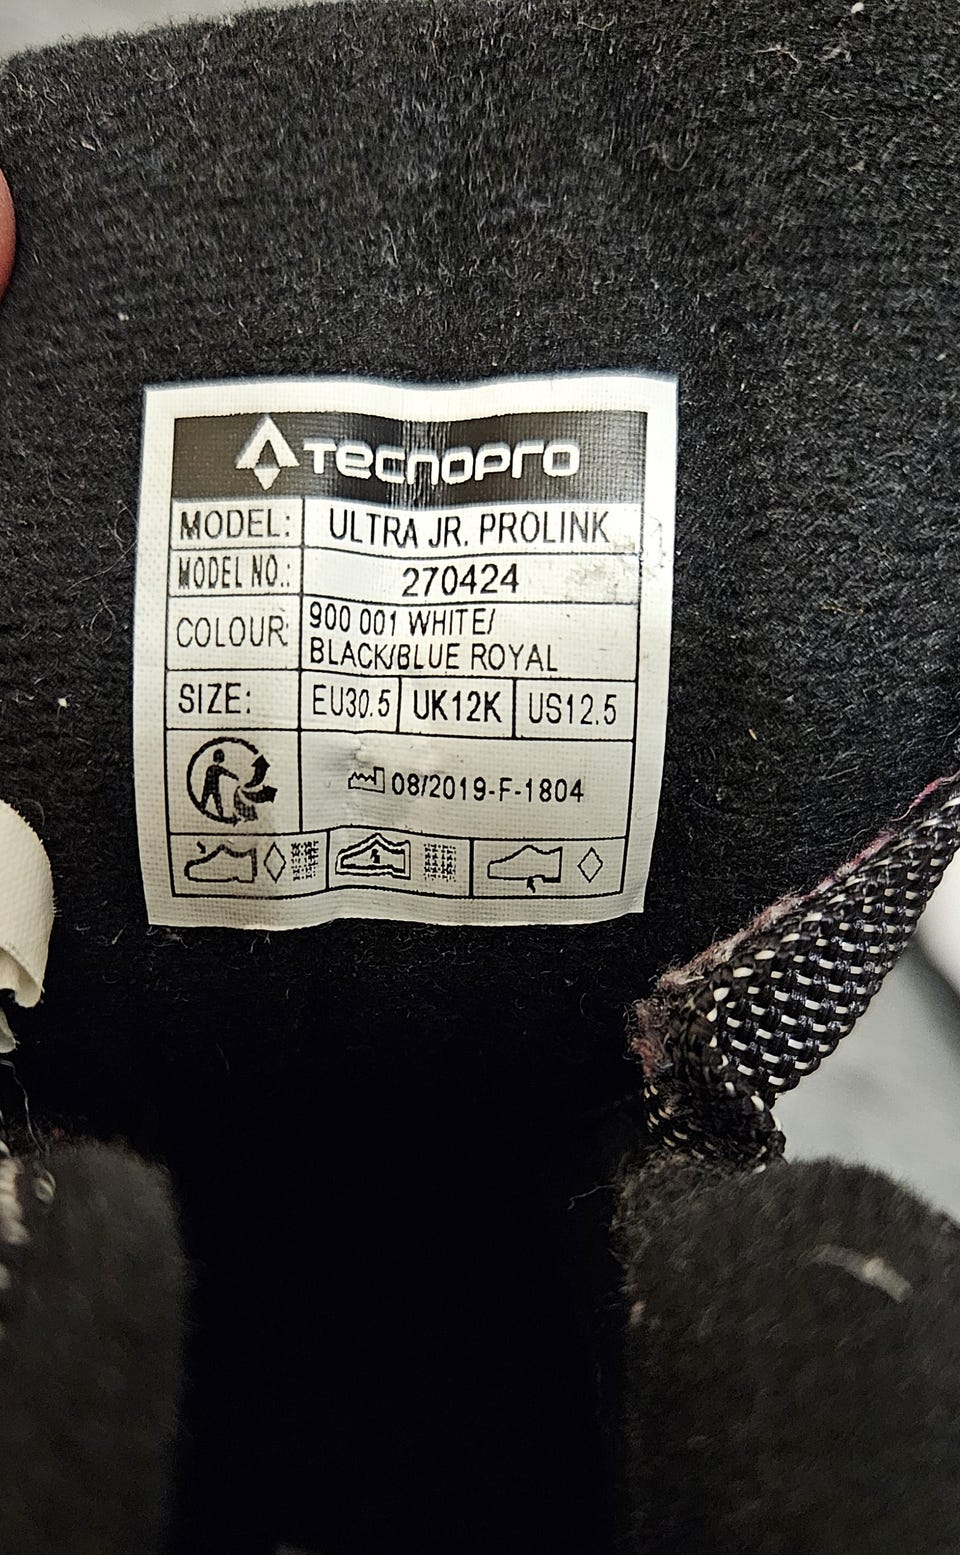 TECNOPRO
MODEL: ULTRA JR. PROLINK
MODEL NO.: 270424
COLOUR: 900 001 WHITE/
BLACK/BLUE ROYAL
SIZE: EU30.5 UK12K US12.5
08/2019-F-1804